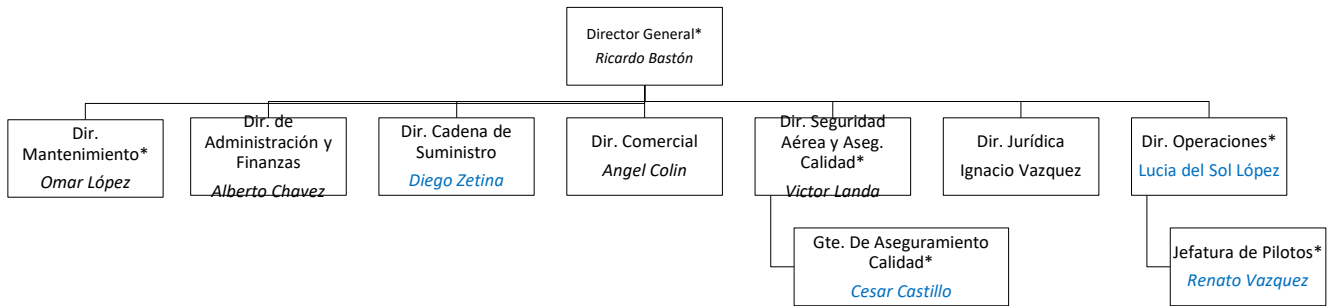 Director General*
Ricardo Bastón
Dir.
Mantenimiento*
Omar López
Dir. de
Administración y
Finanzas
Alberto Chavez
Dir. Cadena de
Suministro
Diego Zetina
Dir. Comercial
Angel Colin
Dir. Seguridad
Aérea y Aseg.
Calidad*
Victor Landa
Dir. Jurídica
Ignacio Vazquez
Dir. Operaciones*
Lucia del Sol López
Gte. De Aseguramiento
Calidad*
Cesar Castillo
Jefatura de Pilotos*
Renato Vazquez